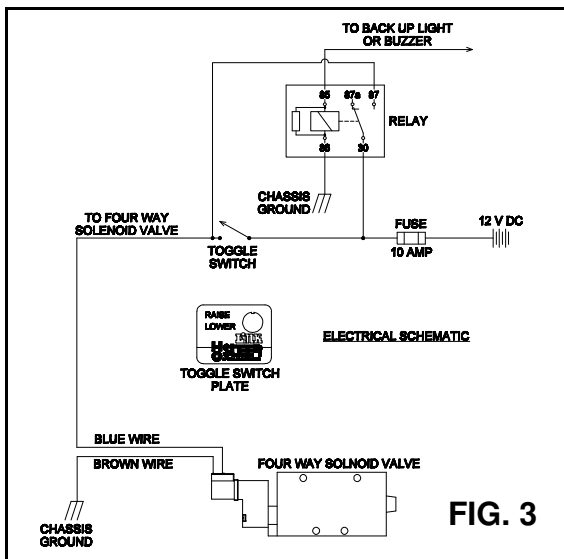 TO BACK UP LIGHT
OR BUZZER
85
87a
87
RELAY
86
30
CHASSIS
GROUND
TO FOUR WAY
SOLENOID VALVE
TOGGLE
SWITCH
FUSE
10 AMP
12 V DC
RAISE
LOWER
TOGGLE SWITCH
PLATE
ELECTRICAL SCHEMATIC
BLUE WIRE
BROWN WIRE
FOUR WAY SOLNOID VALVE
CHASSIS
GROUND
FIG. 3